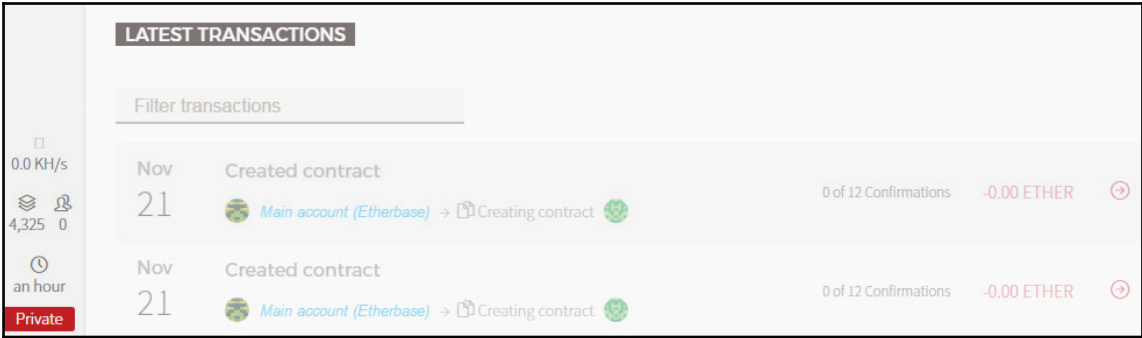 LATEST TRANSACTIONS
Filter transactions
0.0 KH/s
4,325 0
an hour
Private
Nov
21
Created contract
Main account (Etherbase) → Creating contract
0 of 12 Confirmations
-0.00 ETHER
Nov
21
Created contract
Main account (Etherbase) → Creating contract
0 of 12 Confirmations
-0.00 ETHER